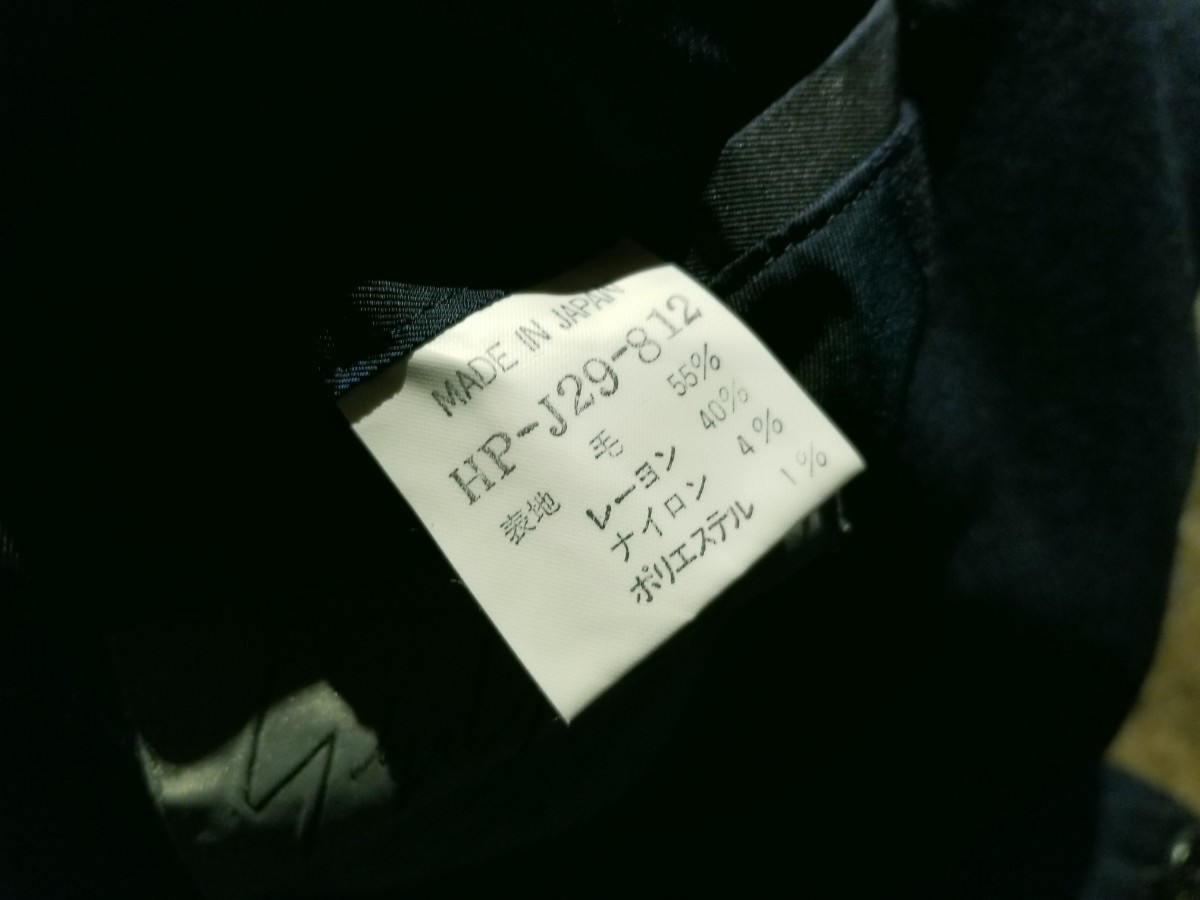 MADE IN JAPAN
HP-J29-812
表地 毛 55%
レーヨン 40%
ナイロン 4%
ポリエステル 1%